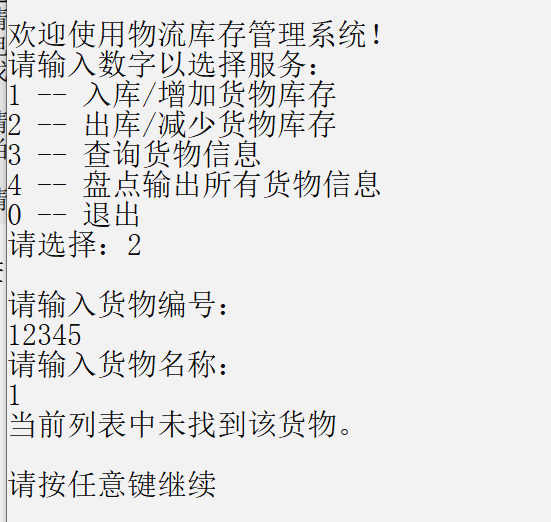 欢迎使用物流库存管理系统！
请输入数字以选择服务：
1 -- 入库/增加货物库存
2 -- 出库/减少货物库存
3 -- 查询货物信息
4 -- 盘点输出所有货物信息
0 -- 退出
请选择：2
请输入货物编号：
12345
请输入货物名称：
1
当前列表中未找到该货物。
请按任意键继续